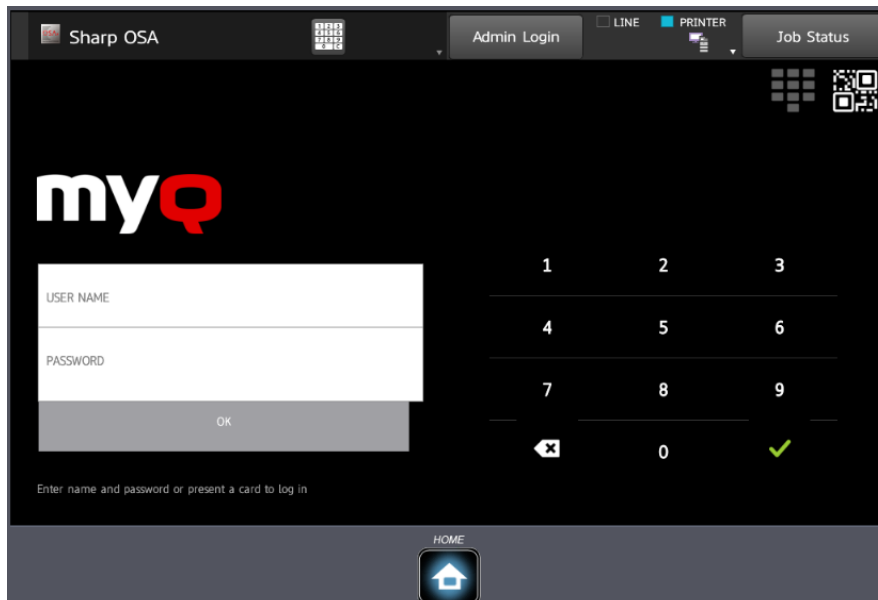 Sharp OSA
Admin Login
LINE
PRINTER
Job Status
myQ
USER NAME
PASSWORD
OK
Enter name and password or present a card to log in
1 2 3
4 5 6
7 8 9
0
HOME